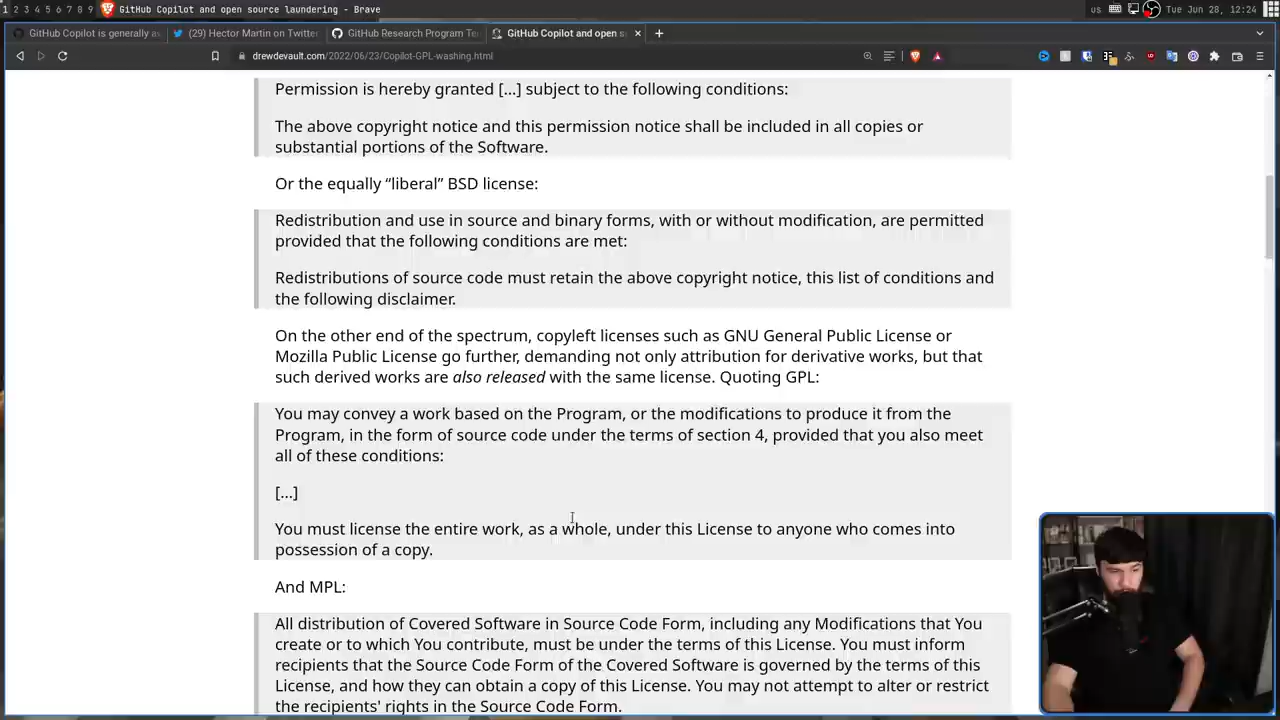 1 2 3 4 5 6 7 8 9 GitHub Copilot and open source laundering - Brave us Tue Jun 28, 12:24
GitHub Copilot is generally as (29) Hector Martin on Twitter GitHub Research Program Te GitHub Copilot and open s
drewdevault.com/2022/06/23/Copilot-GPL-washing.html
Permission is hereby granted […] subject to the following conditions:
The above copyright notice and this permission notice shall be included in all copies or
substantial portions of the Software.
Or the equally “liberal” BSD license:
Redistribution and use in source and binary forms, with or without modification, are permitted
provided that the following conditions are met:
Redistributions of source code must retain the above copyright notice, this list of conditions and
the following disclaimer.
On the other end of the spectrum, copyleft licenses such as GNU General Public License or
Mozilla Public License go further, demanding not only attribution for derivative works, but that
such derived works are also released with the same license. Quoting GPL:
You may convey a work based on the Program, or the modifications to produce it from the
Program, in the form of source code under the terms of section 4, provided that you also meet
all of these conditions:
[…]
You must license the entire work, as a whole, under this License to anyone who comes into
possession of a copy.
And MPL:
All distribution of Covered Software in Source Code Form, including any Modifications that You
create or to which You contribute, must be under the terms of this License. You must inform
recipients that the Source Code Form of the Covered Software is governed by the terms of this
License, and how they can obtain a copy of this License. You may not attempt to alter or restrict
the recipients' rights in the Source Code Form.